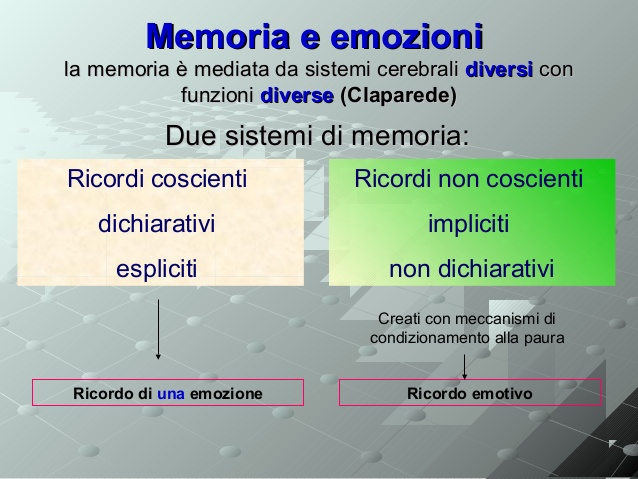 Memoria e emozioni
la memoria è mediata da sistemi cerebrali diversi con
funzioni diverse (Claparede)
Due sistemi di memoria:
Ricordi coscienti
dichiarativi
espliciti
Ricordi non coscienti
impliciti
non dichiarativi
Creati con meccanismi di
condizionamento alla paura
Ricordo di una emozione
Ricordo emotivo